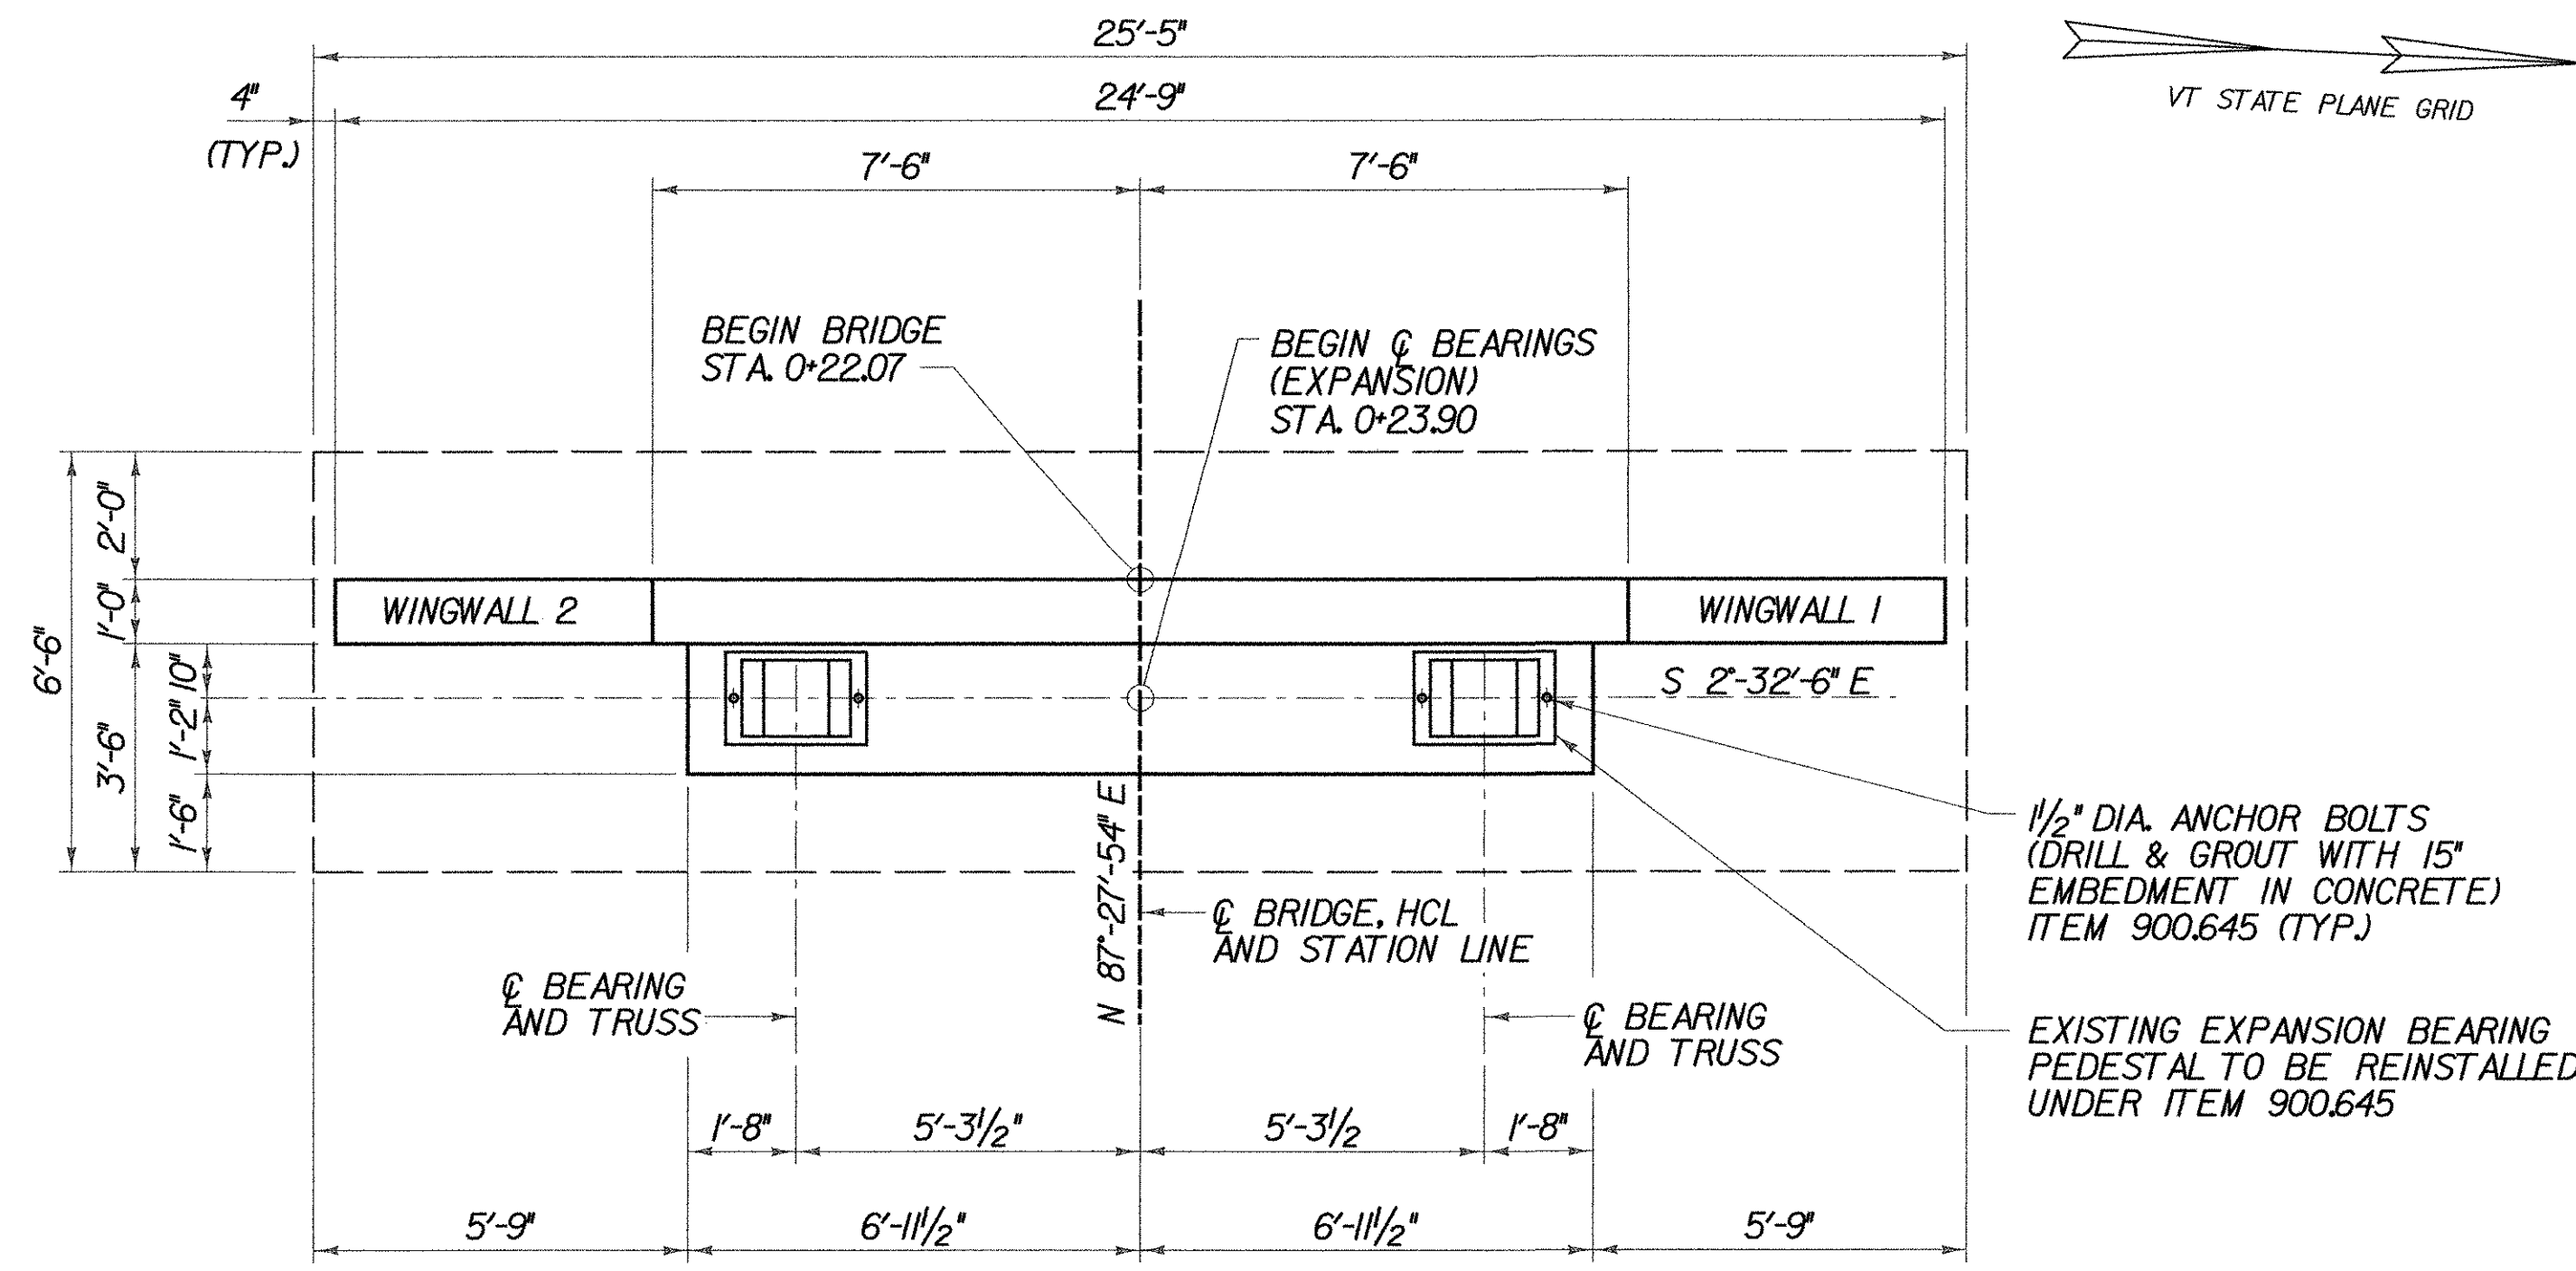 25'-5"
4"
(TYP.)
24'-9"
VT STATE PLANE GRID
7'-6"
7'-6"
BEGIN BRIDGE
STA. 0+22.07
BEGIN ℄ BEARINGS
(EXPANSION)
STA. 0+23.90
6'-6"
2'-0"
1'-0"
3'-6"
10"
1'-2"
1'-6"
WINGWALL 2
WINGWALL 1
S 2°-32'-6" E
N 87°-27'-54" E
℄ BRIDGE, HCL
AND STATION LINE
1½" DIA. ANCHOR BOLTS
(DRILL & GROUT WITH 15"
EMBEDMENT IN CONCRETE)
ITEM 900.645 (TYP.)
℄ BEARING
AND TRUSS
℄ BEARING
AND TRUSS
EXISTING EXPANSION BEARING
PEDESTAL TO BE REINSTALLED
UNDER ITEM 900.645
1'-8"
5'-3½"
5'-3½
1'-8"
5'-9"
6'-11½"
6'-11½"
5'-9"